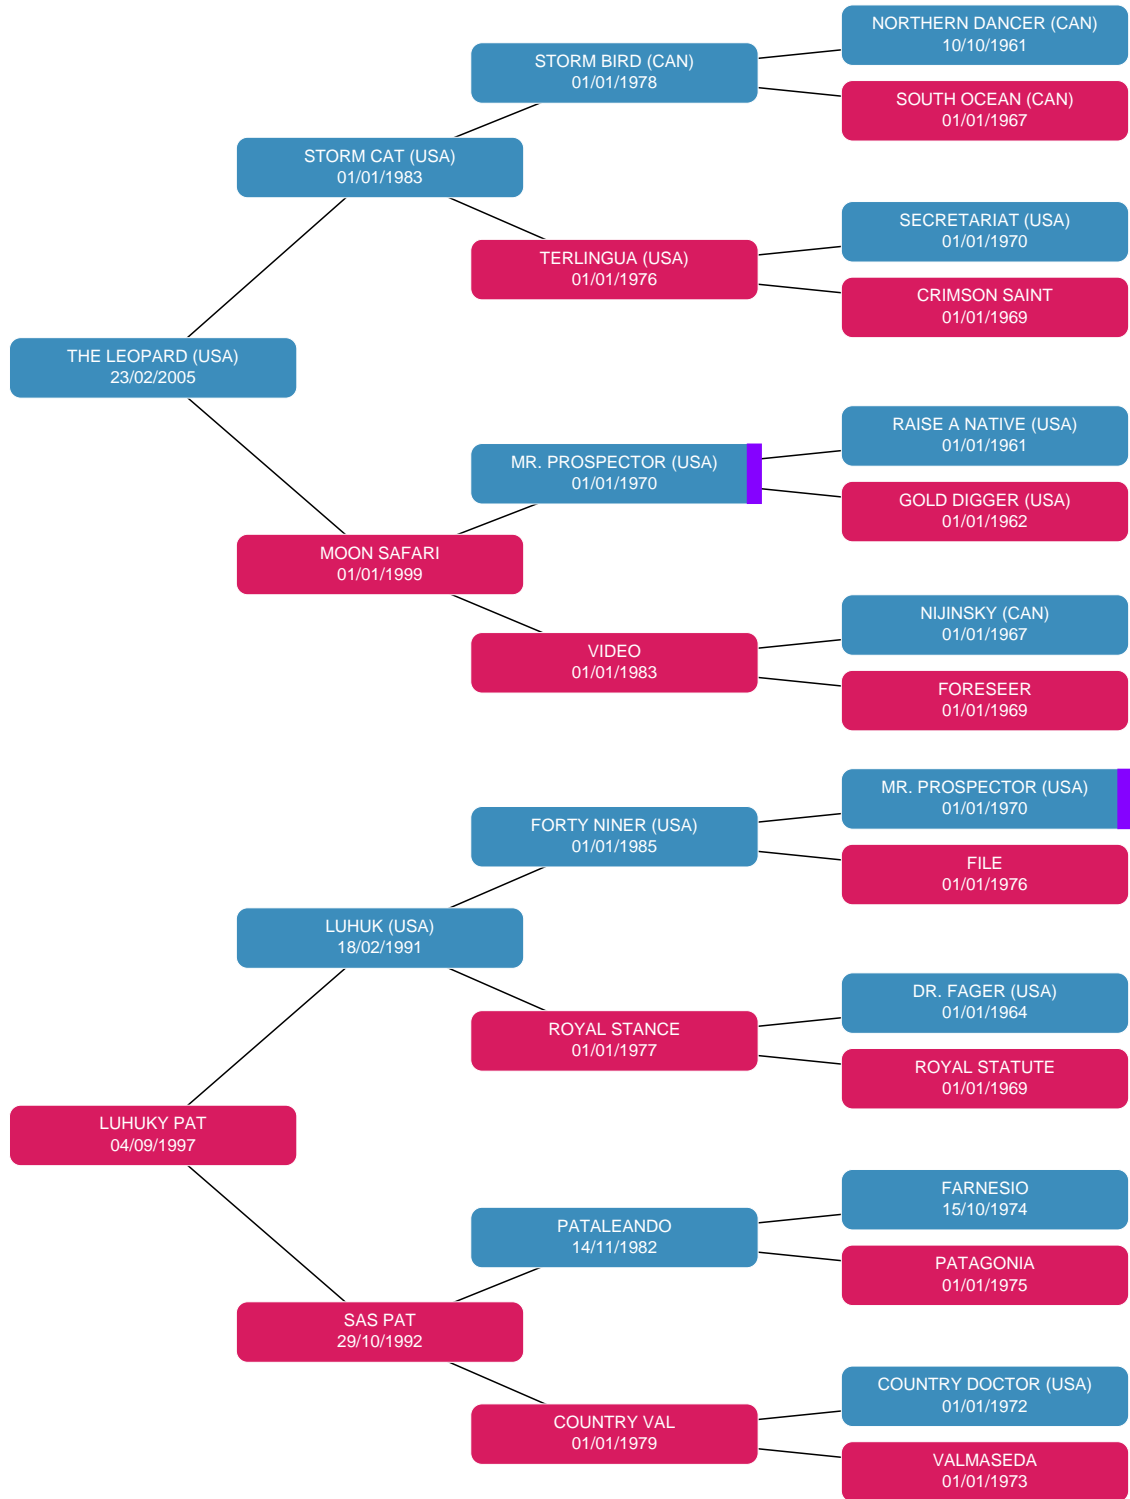 NORTHERN DANCER (CAN)
10/10/1961
STORM BIRD (CAN)
01/01/1978
SOUTH OCEAN (CAN)
01/01/1967
STORM CAT (USA)
01/01/1983
SECRETARIAT (USA)
01/01/1970
TERLINGUA (USA)
01/01/1976
CRIMSON SAINT
01/01/1969
THE LEOPARD (USA)
23/02/2005
RAISE A NATIVE (USA)
01/01/1961
MR. PROSPECTOR (USA)
01/01/1970
GOLD DIGGER (USA)
01/01/1962
MOON SAFARI
01/01/1999
NIJINSKY (CAN)
01/01/1967
VIDEO
01/01/1983
FORESEER
01/01/1969
MR. PROSPECTOR (USA)
01/01/1970
FORTY NINER (USA)
01/01/1985
FILE
01/01/1976
LUHUK (USA)
18/02/1991
DR. FAGER (USA)
01/01/1964
ROYAL STANCE
01/01/1977
ROYAL STATUTE
01/01/1969
LUHUKY PAT
04/09/1997
FARNESIO
15/10/1974
PATALEANDO
14/11/1982
PATAGONIA
01/01/1975
SAS PAT
29/10/1992
COUNTRY DOCTOR (USA)
01/01/1972
COUNTRY VAL
01/01/1979
VALMASEDA
01/01/1973